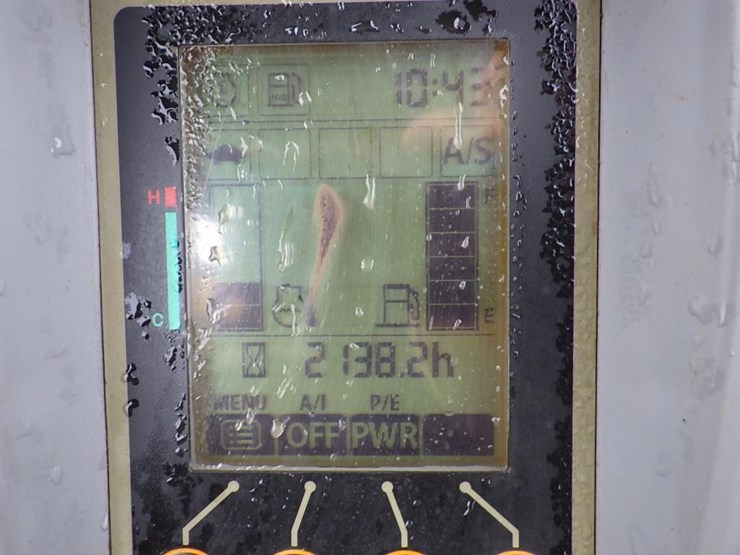 10:43
A/S
H
F
C
E
2138.2h
MENU A/I P/E
OFF PWR